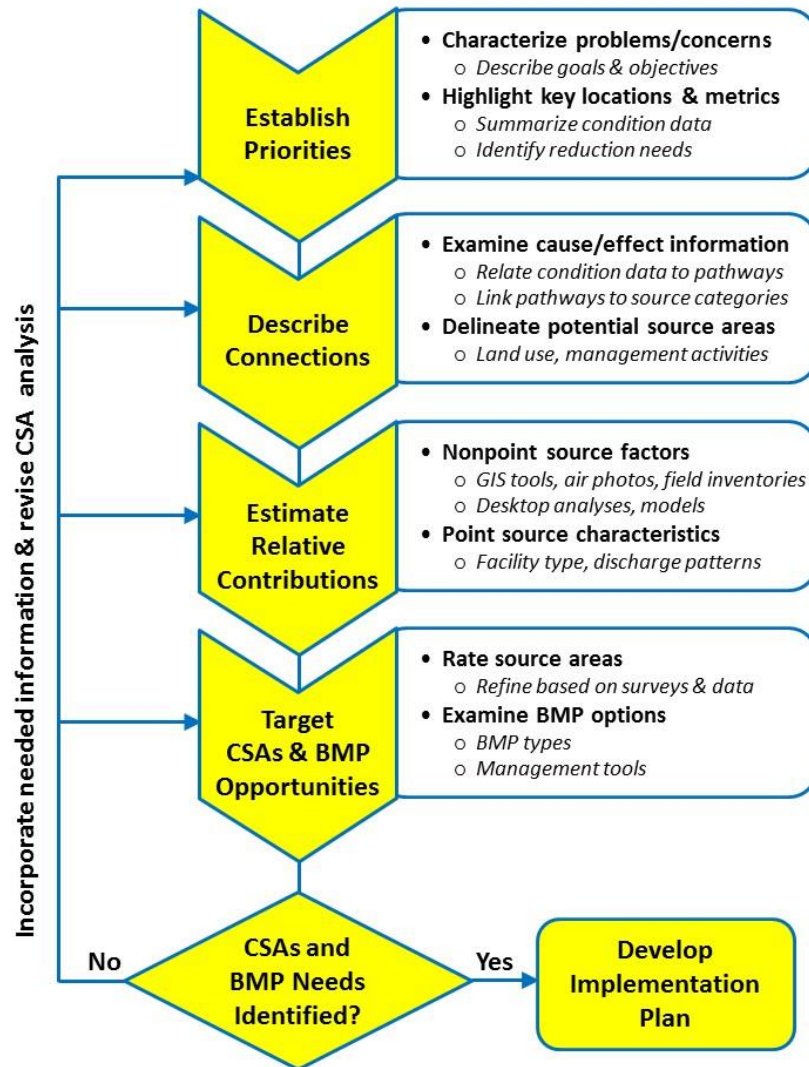 Establish
Priorities
• Characterize problems/concerns
○ Describe goals & objectives
• Highlight key locations & metrics
○ Summarize condition data
○ Identify reduction needs
Describe
Connections
• Examine cause/effect information
○ Relate condition data to pathways
○ Link pathways to source categories
• Delineate potential source areas
○ Land use, management activities
Estimate
Relative
Contributions
• Nonpoint source factors
○ GIS tools, air photos, field inventories
○ Desktop analyses, models
• Point source characteristics
○ Facility type, discharge patterns
Target
CSAs & BMP
Opportunities
• Rate source areas
○ Refine based on surveys & data
• Examine BMP options
○ BMP types
○ Management tools
Incorporate needed information & revise CSA analysis
No
CSAs and
BMP Needs
Identified?
Yes
Develop
Implementation
Plan